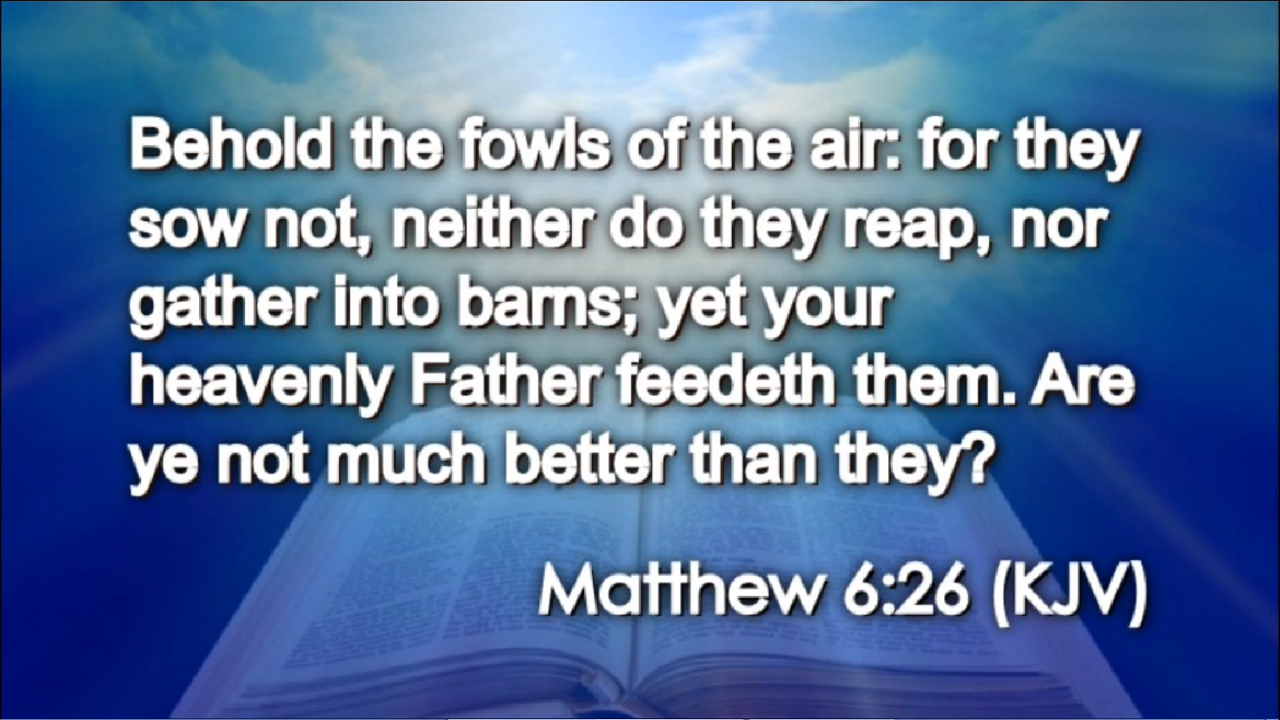 Behold the fowls of the air: for they
sow not, neither do they reap, nor
gather into barns; yet your
heavenly Father feedeth them. Are
ye not much better than they?
Matthew 6:26 (KJV)